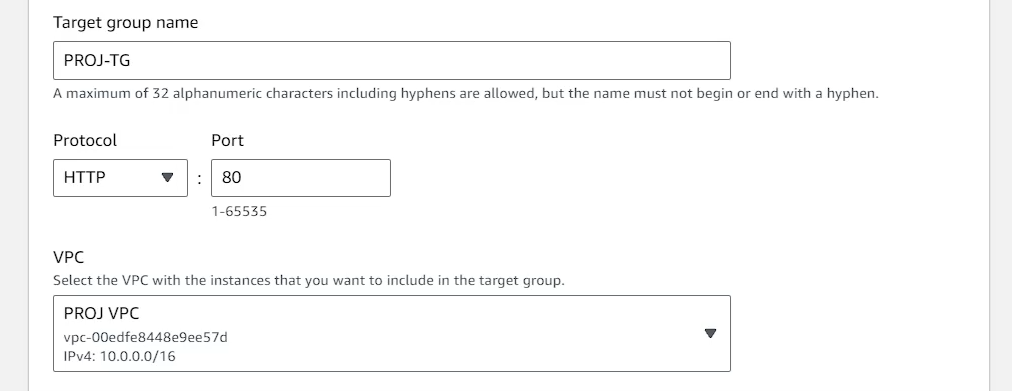 Target group name
PROJ-TG
A maximum of 32 alphanumeric characters including hyphens are allowed, but the name must not begin or end with a hyphen.
Protocol Port
HTTP : 80
1-65535
VPC
Select the VPC with the instances that you want to include in the target group.
PROJ VPC
vpc-00edfe8448e9ee57d
IPv4: 10.0.0.0/16